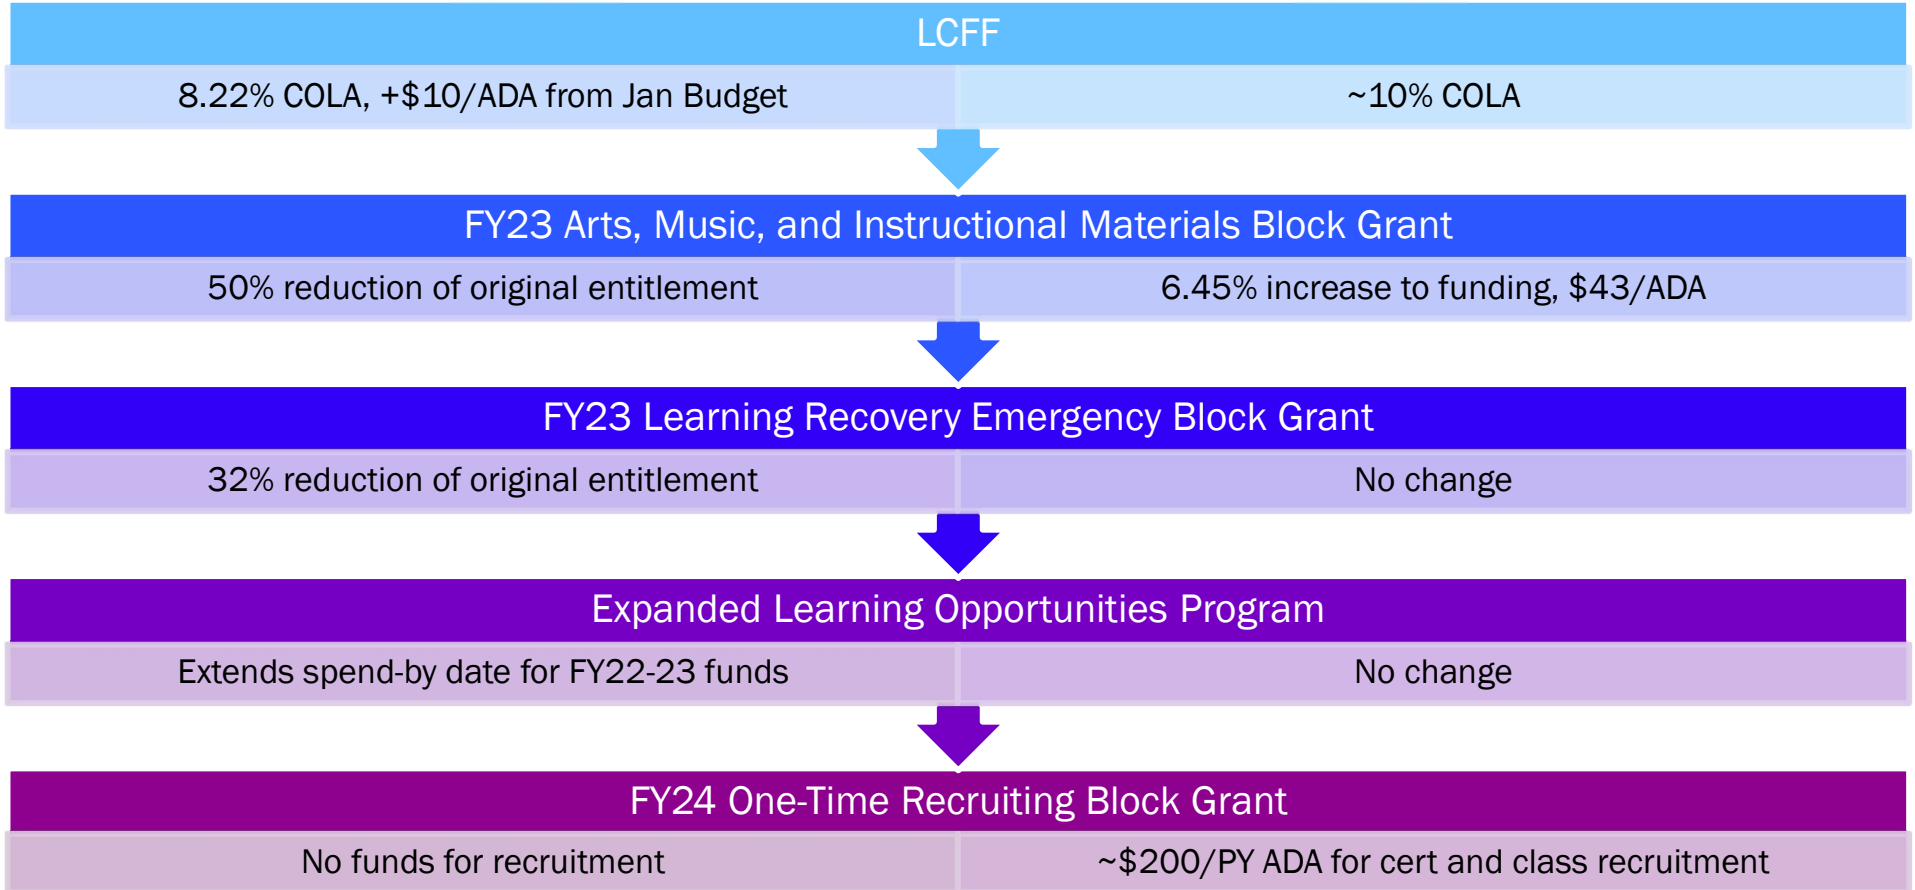 LCFF
8.22% COLA, +$10/ADA from Jan Budget
~10% COLA
FY23 Arts, Music, and Instructional Materials Block Grant
50% reduction of original entitlement
6.45% increase to funding, $43/ADA
FY23 Learning Recovery Emergency Block Grant
32% reduction of original entitlement
No change
Expanded Learning Opportunities Program
Extends spend-by date for FY22-23 funds
No change
FY24 One-Time Recruiting Block Grant
No funds for recruitment
~$200/PY ADA for cert and class recruitment